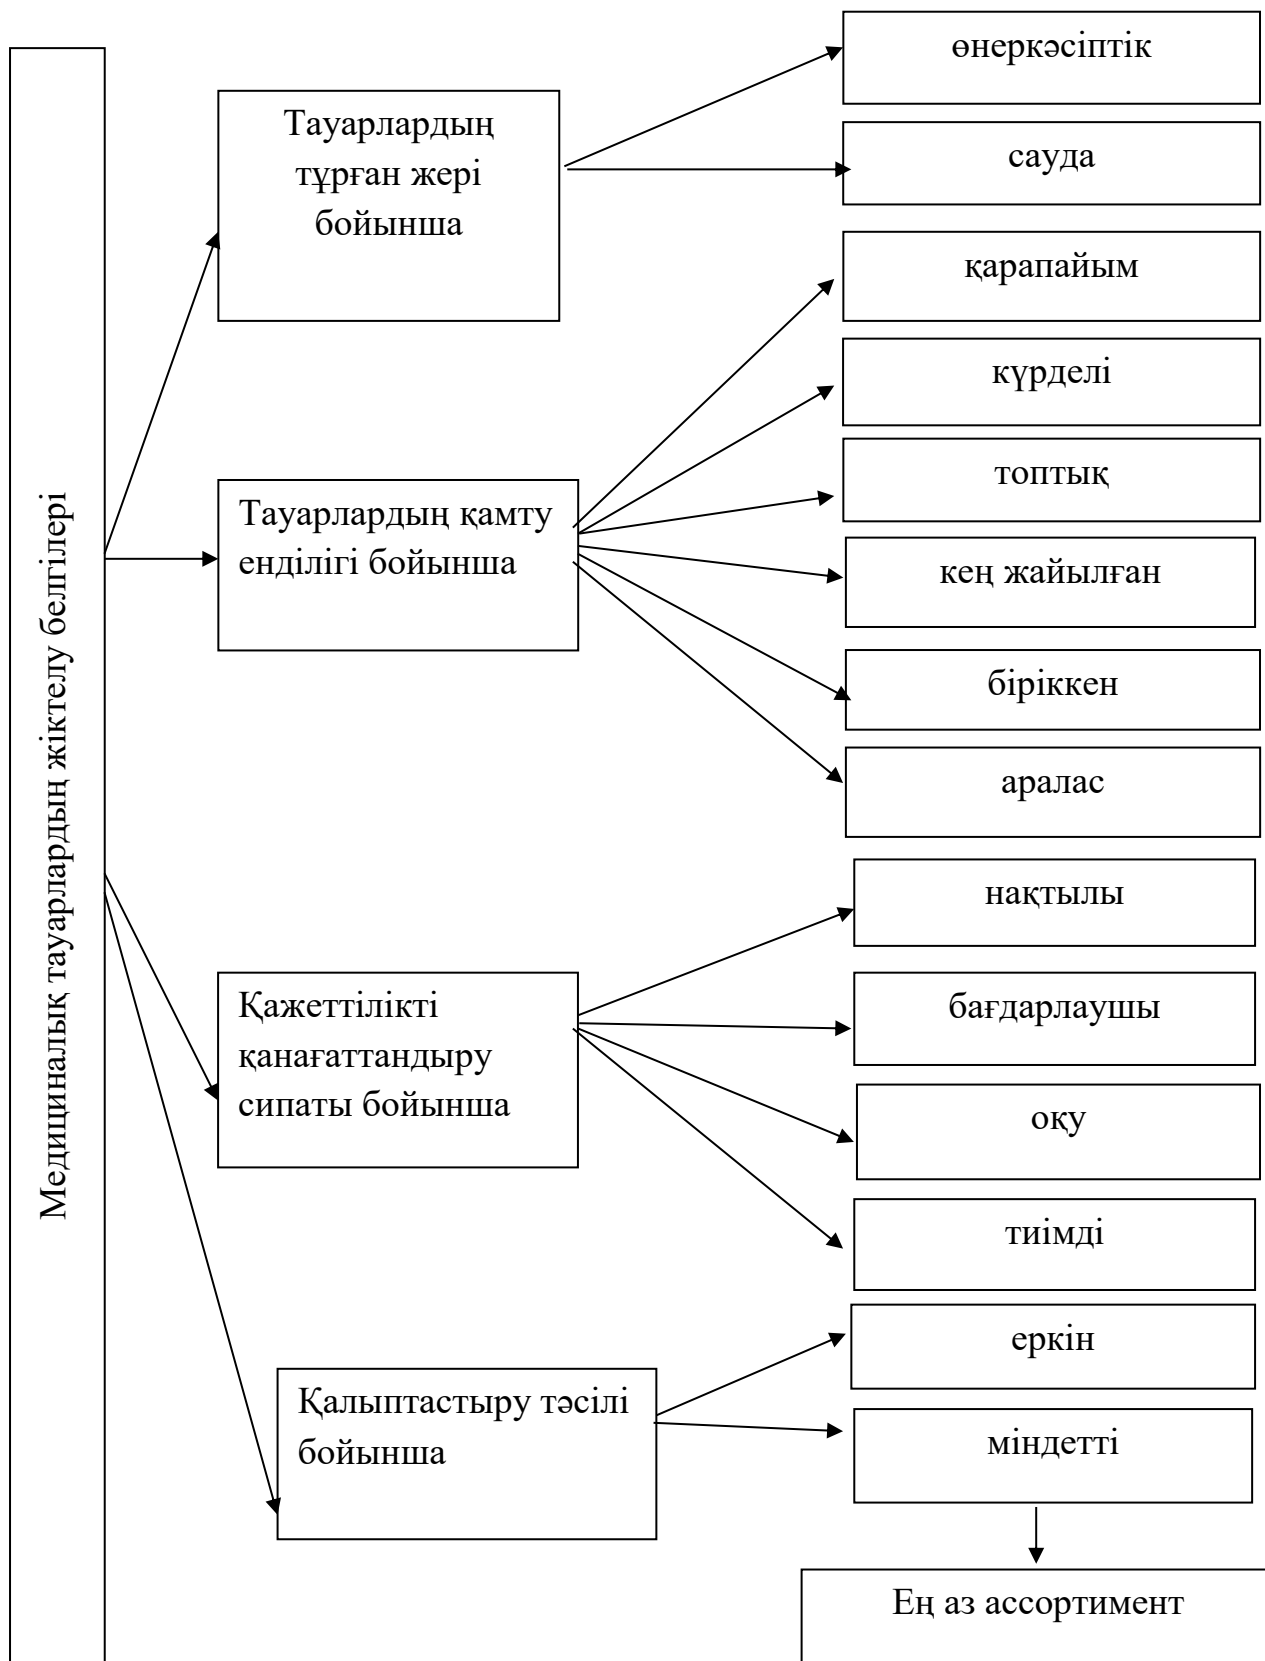 Медициналық тауарлардың жіктелу белгілері
Тауарлардың
тұрған жері
бойынша
өнеркәсіптік
сауда
Тауарлардың қамту
енділігі бойынша
қарапайым
күрделі
топтық
кең жайылған
біріккен
аралас
Қажеттілікті
қанағаттандыру
сипаты бойынша
нақтылы
бағдарлаушы
оқу
тиімді
Қалыптастыру тәсілі
бойынша
еркін
міндетті
Ең аз ассортимент